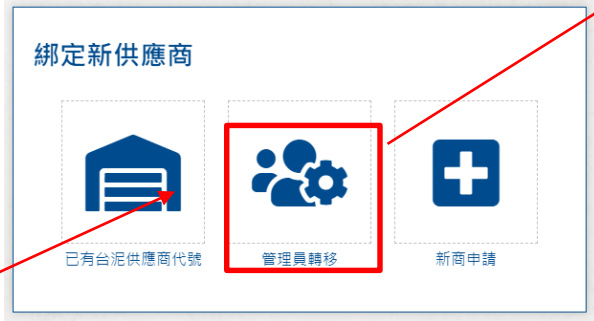 綁定新供應商
已有台泥供應商代號
管理員轉移
新商申請